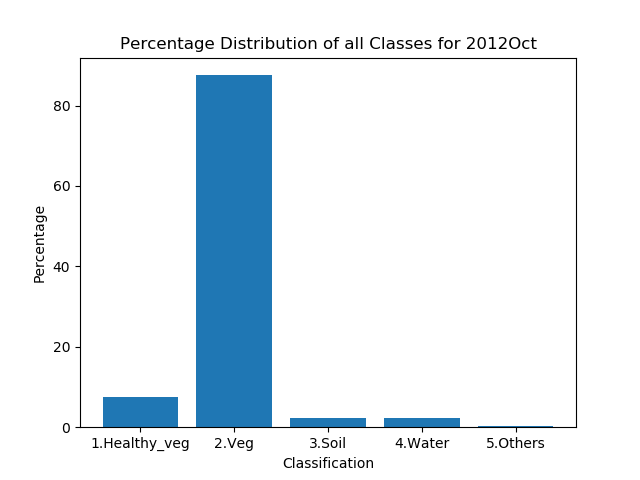 Percentage Distribution of all Classes for 2012Oct
80
60
40
20
0
Percentage
1.Healthy_veg 2.Veg 3.Soil 4.Water 5.Others
Classification